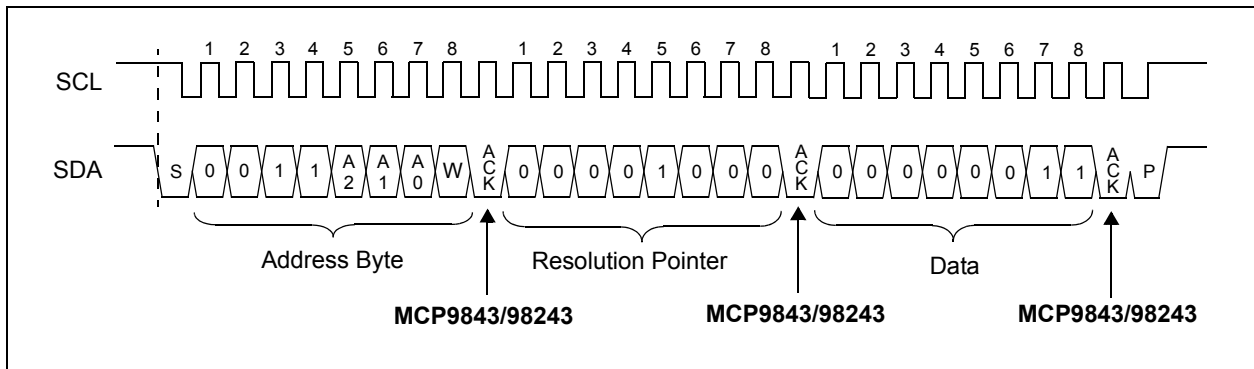 1 2 3 4 5 6 7 8 1 2 3 4 5 6 7 8 1 2 3 4 5 6 7 8
SCL
SDA
S 0 0 1 1 A2 A1 A0 W ACK 0 0 0 0 1 0 0 0 ACK 0 0 0 0 0 0 1 1 ACK P
Address Byte Resolution Pointer Data
MCP9843/98243 MCP9843/98243 MCP9843/98243